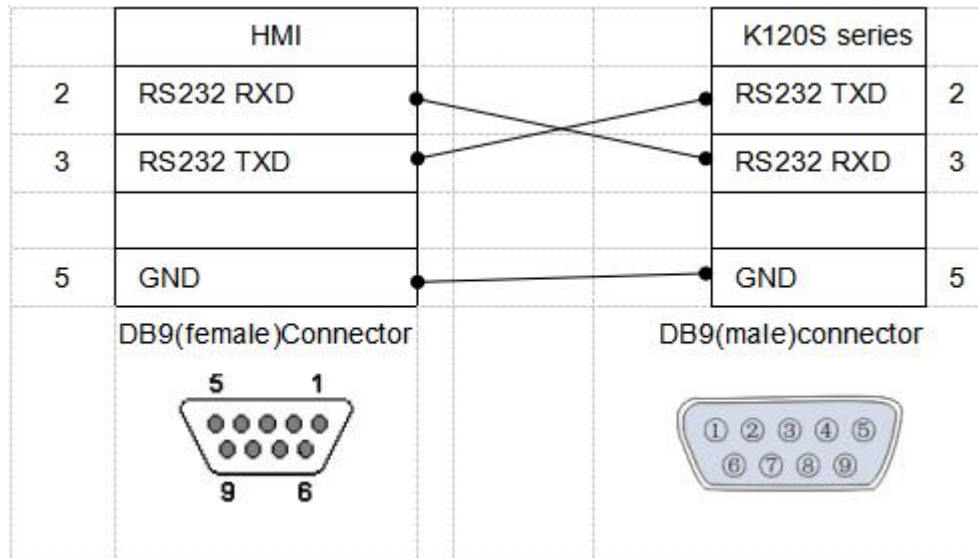 HMI K120S series
2 RS232 RXD RS232 TXD 2
3 RS232 TXD RS232 RXD 3
5 GND GND 5
DB9(female)Connector DB9(male)connector
5 1
① ② ③ ④ ⑤
⑥ ⑦ ⑧ ⑨
9 6